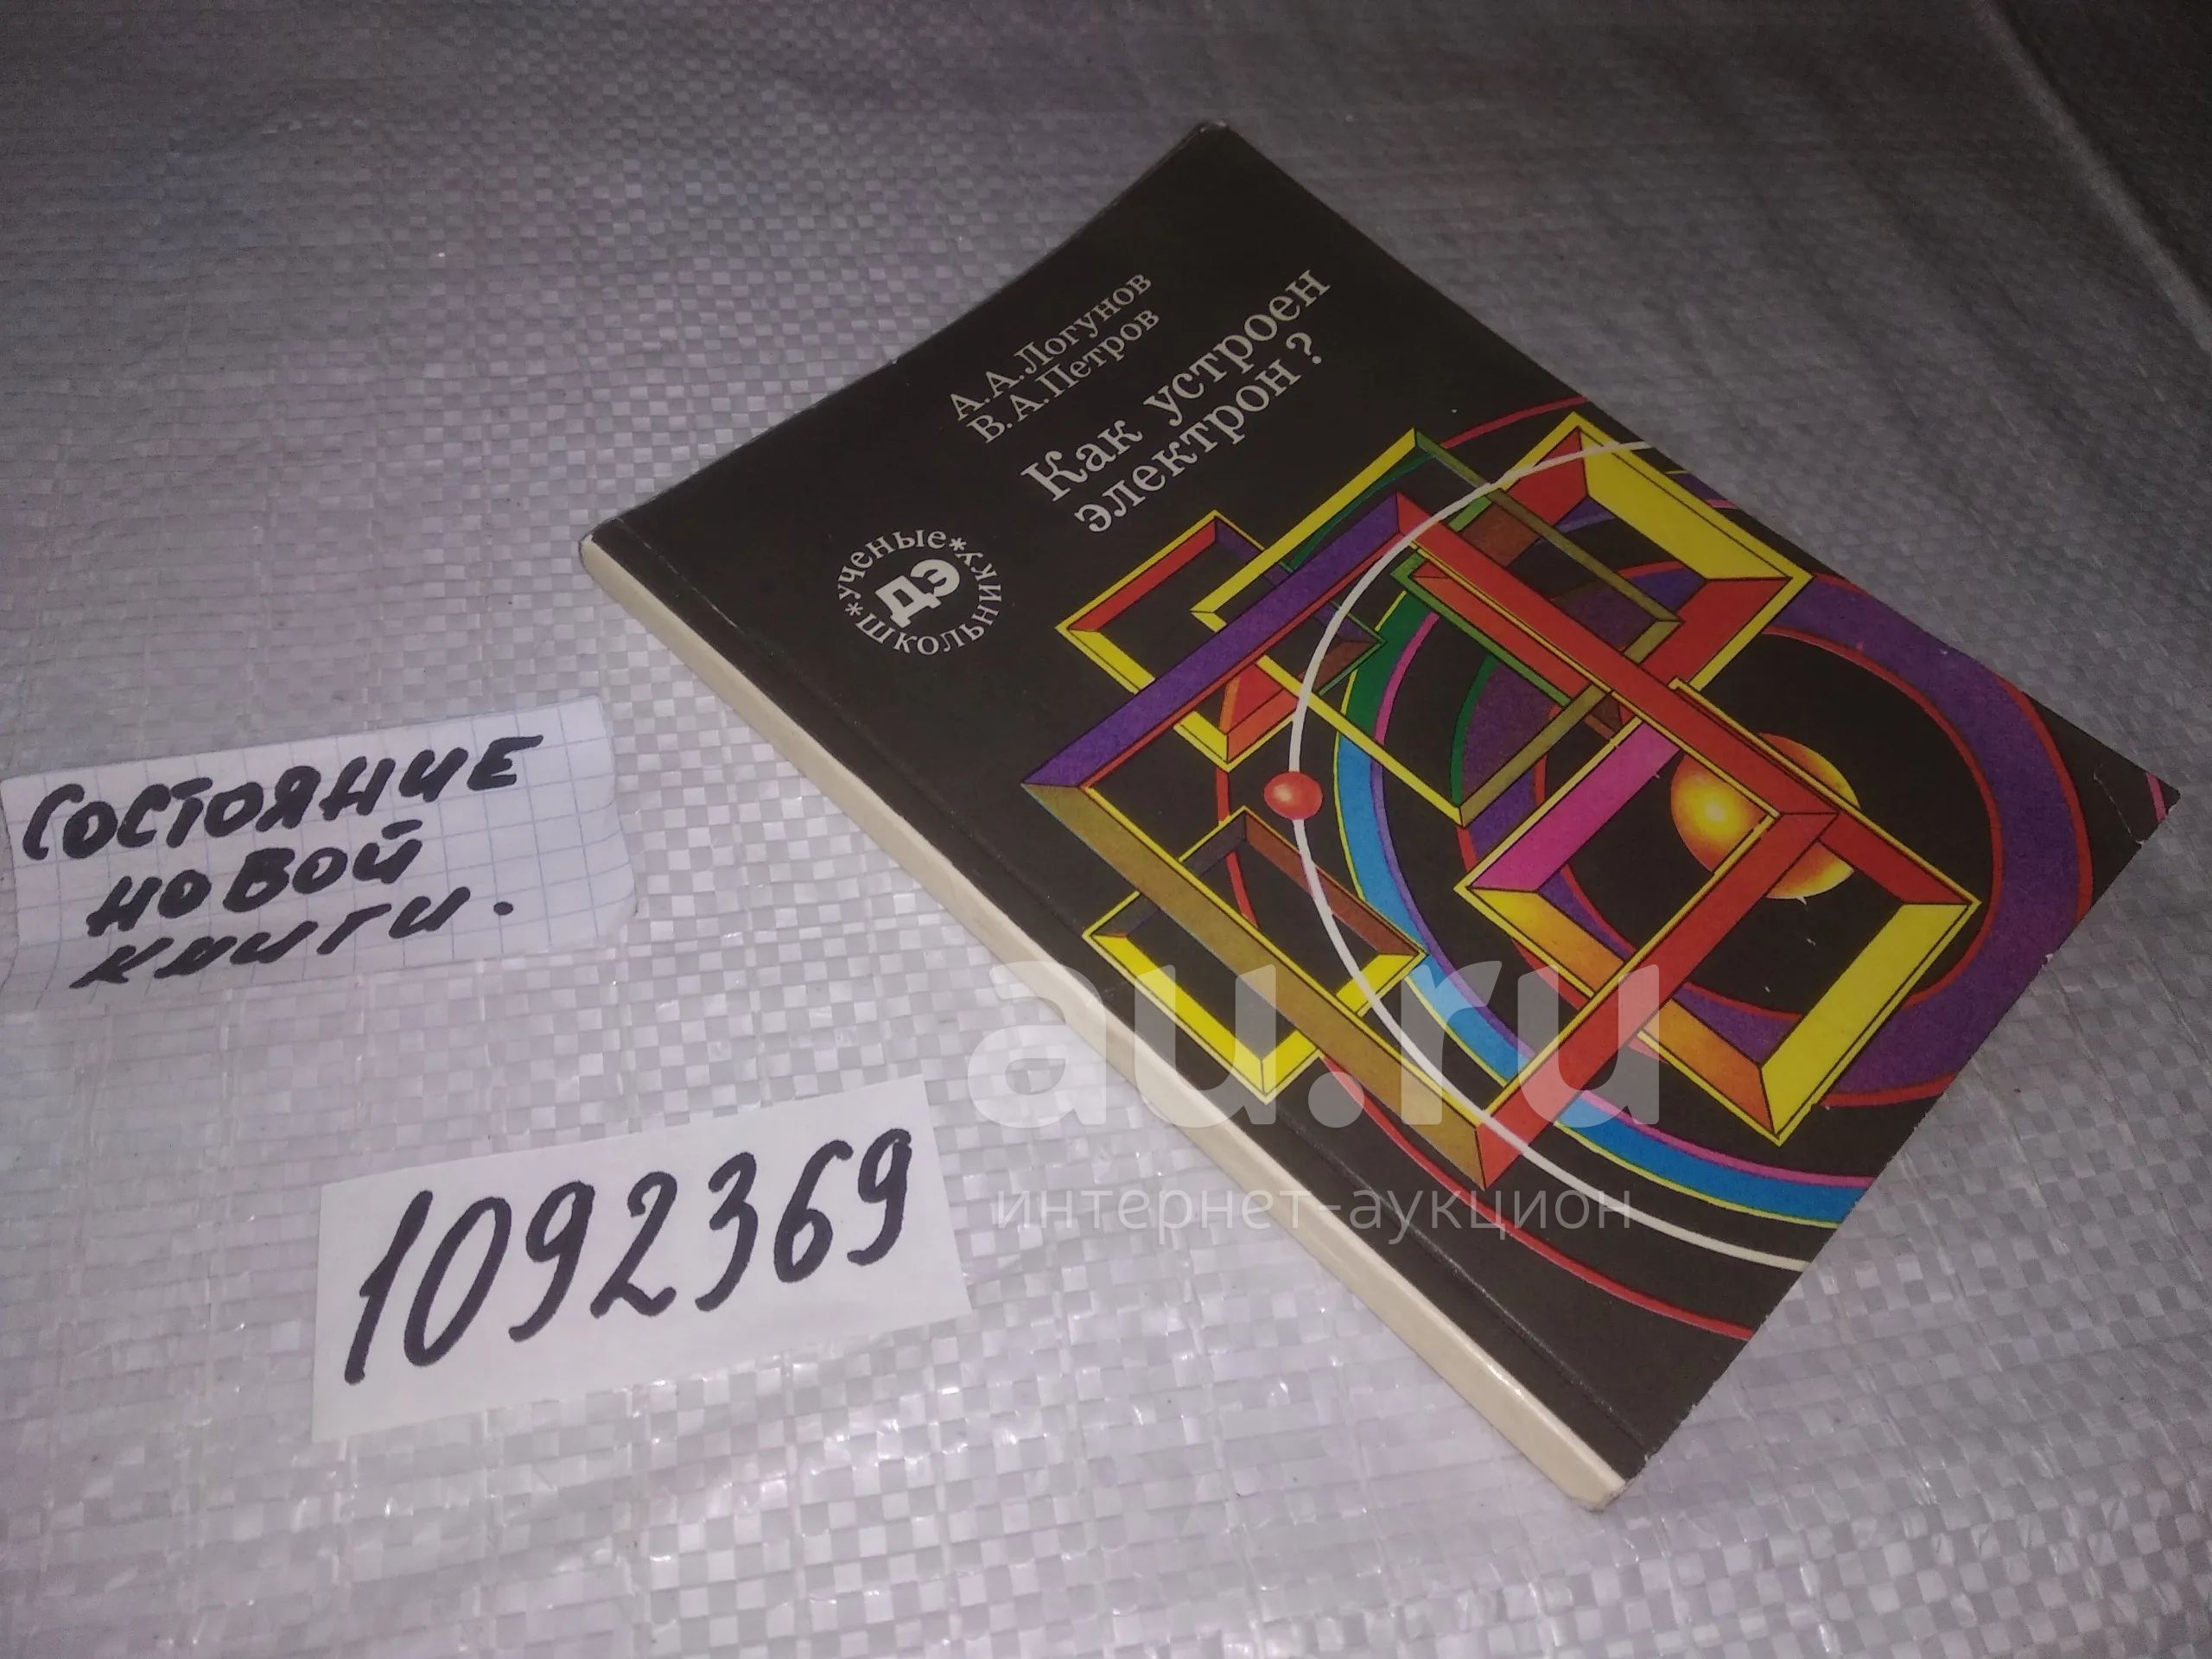 А. А. Логунов
В. А. Петров
Как устроен
электрон?
*УЧЕНЫЕ*
ДЭ
ШКОЛЬНИКУ
СОСТОЯНИЕ
НОВОЙ
КНИГИ.
1092369
au.ru
интернет-аукцион